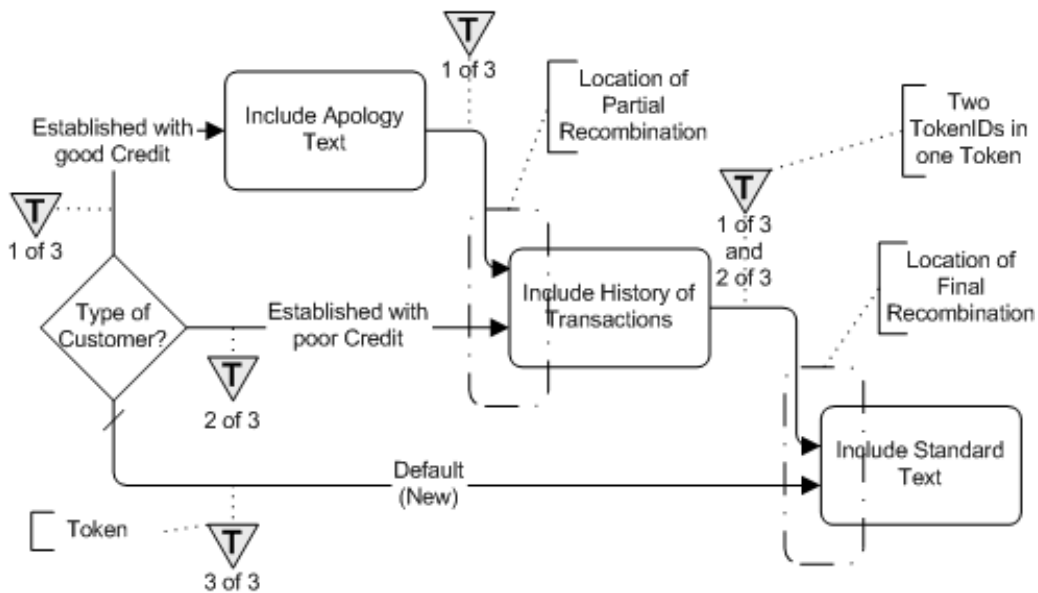 T
1 of 3
Include Apology
Text
Location of
Partial
Recombination
Two
TokenIDs in
one Token
Established with
good Credit
T
1 of 3
T
1 of 3
and
2 of 3
Location of
Final
Recombination
Type of
Customer?
Established with
poor Credit
Include History of
Transactions
T
2 of 3
Include Standard
Text
Default
(New)
Token
T
3 of 3